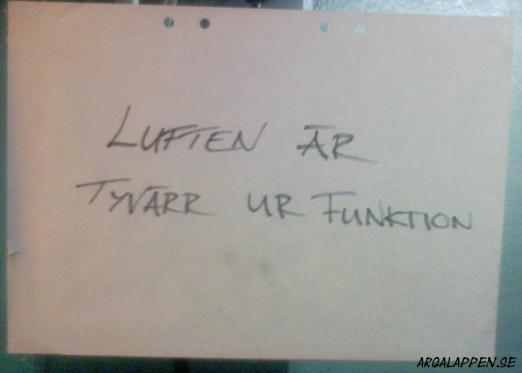 LUFTEN ÄR
TYVÄRR UR FUNKTION
ARGALAPPEN.SE